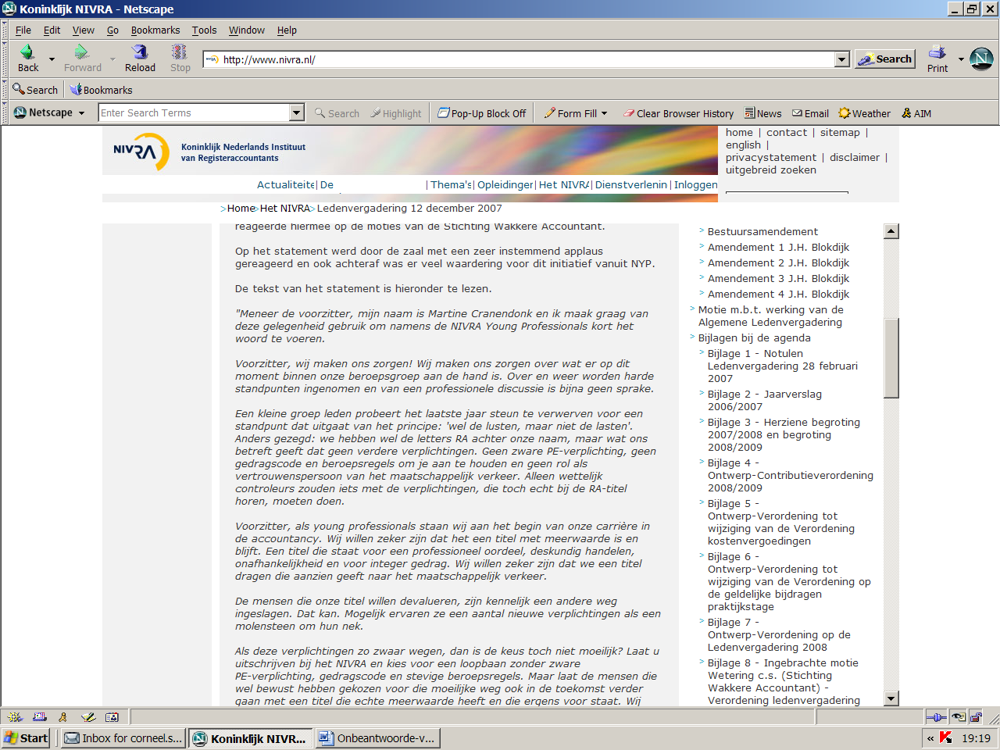 Koninklijk NIVRA - Netscape
File Edit View Go Bookmarks Tools Window Help
Back Forward Reload Stop http://www.nivra.nl/ Search Print
Search Bookmarks
Netscape Enter Search Terms Search Highlight Pop-Up Block Off Form Fill Clear Browser History News Email Weather AIM
NIVRA Koninklijk Nederlands Instituut
van Registeraccountants
home | contact | sitemap |
english |
privacystatement | disclaimer |
uitgebreid zoeken
Actualiteite | De | Thema's | Opleidinger | Het NIVRA | Dienstverlenin | Inloggen
>Home >Het NIVRA >Ledenvergadering 12 december 2007
reageerde hiermee op de moties van de Stichting Wakkere Accountant.
Op het statement werd door de zaal met een zeer instemmend applaus
gereageerd en ook achteraf was er veel waardering voor dit initiatief vanuit NYP.
De tekst van het statement is hieronder te lezen.
"Meneer de voorzitter, mijn naam is Martine Cranendonk en ik maak graag van
deze gelegenheid gebruik om namens de NIVRA Young Professionals kort het
woord te voeren.
Voorzitter, wij maken ons zorgen! Wij maken ons zorgen over wat er op dit
moment binnen onze beroepsgroep aan de hand is. Over en weer worden harde
standpunten ingenomen en van een professionele discussie is bijna geen sprake.
Een kleine groep leden probeert het laatste jaar steun te verwerven voor een
standpunt dat uitgaat van het principe: 'wel de lusten, maar niet de lasten'.
Anders gezegd: we hebben wel de letters RA achter onze naam, maar wat ons
betreft geeft dat geen verdere verplichtingen. Geen zware PE-verplichting, geen
gedragscode en beroepsregels om je aan te houden en geen rol als
vertrouwenspersoon van het maatschappelijk verkeer. Alleen wettelijk
controleurs zouden iets met de verplichtingen, die toch echt bij de RA-titel
horen, moeten doen.
Voorzitter, als young professionals staan wij aan het begin van onze carrière in
de accountancy. Wij willen zeker zijn dat het een titel met meerwaarde is en
blijft. Een titel die staat voor een professioneel oordeel, deskundig handelen,
onafhankelijkheid en voor integer gedrag. Wij willen zeker zijn dat we een titel
dragen die aanzien geeft naar het maatschappelijk verkeer.
De mensen die onze titel willen devalueren, zijn kennelijk een andere weg
ingeslagen. Dat kan. Mogelijk ervaren ze een aantal nieuwe verplichtingen als een
molensteen om hun nek.
Als deze verplichtingen zo zwaar wegen, dan is de keus toch niet moeilijk? Laat u
uitschrijven bij het NIVRA en kies voor een loopbaan zonder zware
PE-verplichting, gedragscode en stevige beroepsregels. Maar laat de mensen die
wel bewust hebben gekozen voor die moeilijke weg ook in de toekomst verder
gaan met een titel die echte meerwaarde heeft en die ergens voor staat. Wij
> Bestuursamendement
> Amendement 1 J.H. Blokdijk
> Amendement 2 J.H. Blokdijk
> Amendement 3 J.H. Blokdijk
> Amendement 4 J.H. Blokdijk
> Motie m.b.t. werking van de
Algemene Ledenvergadering
> Bijlagen bij de agenda
> Bijlage 1 - Notulen
Ledenvergadering 28 februari
2007
> Bijlage 2 - Jaarverslag
2006/2007
> Bijlage 3 - Herziene begroting
2007/2008 en begroting
2008/2009
> Bijlage 4 -
Ontwerp-Contributieverordening
2008/2009
> Bijlage 5 -
Ontwerp-Verordening tot
wijziging van de Verordening
kostenvergoedingen
> Bijlage 6 -
Ontwerp-Verordening tot
wijziging van de Verordening op
de geldelijke bijdragen
praktijkstage
> Bijlage 7 -
Ontwerp-Verordening op de
Ledenvergadering 2008
> Bijlage 8 - Ingebrachte motie
Wetering c.s. (Stichting
Wakkere Accountant) -
Verordening ledenvergadering
Start Inbox for corneel.s... Koninklijk NIVR... Onbeantwoorde-v... « 19:19